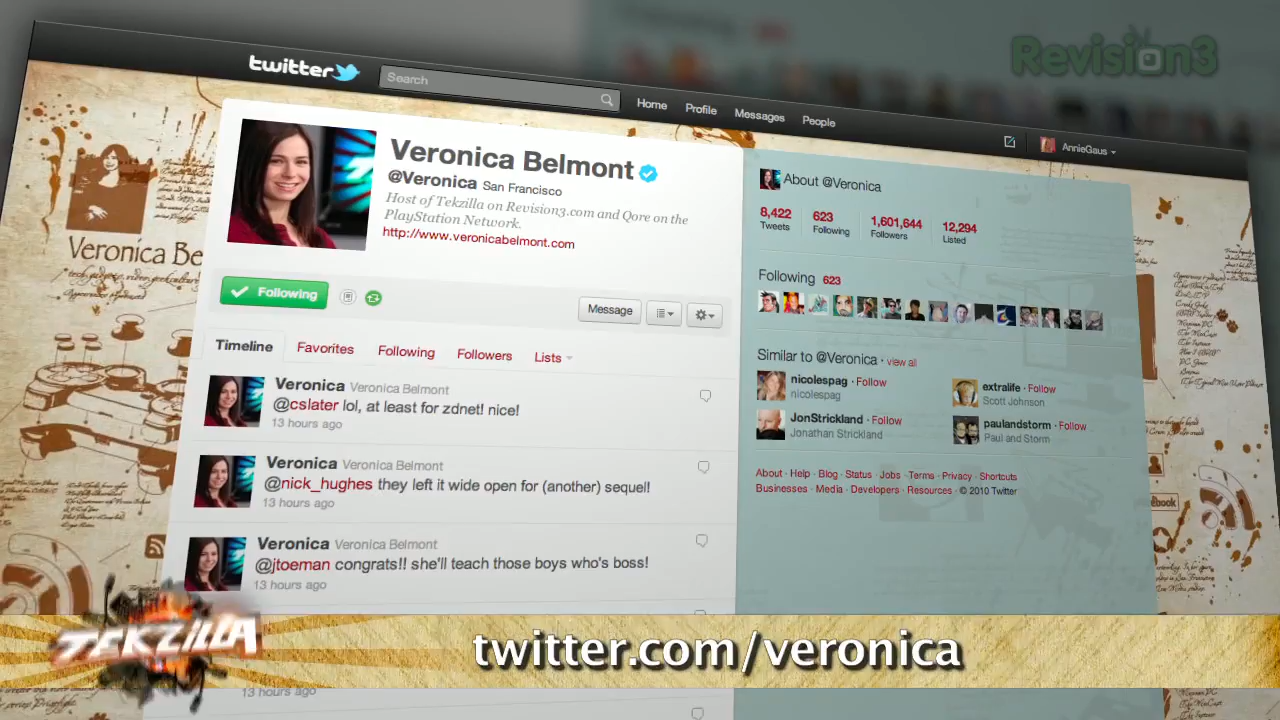 Revision3
twitter
Search
Home Profile Messages People
AnnieGaus
Veronica Belmont
@Veronica San Francisco
Host of Tekzilla on Revision3.com and Qore on the
PlayStation Network.
http://www.veronicabelmont.com
Following
Message
Timeline Favorites Following Followers Lists
Veronica Veronica Belmont
@cslater lol, at least for zdnet! nice!
13 hours ago
Veronica Veronica Belmont
@nick_hughes they left it wide open for (another) sequel!
13 hours ago
Veronica Veronica Belmont
@jtoeman congrats!! she'll teach those boys who's boss!
13 hours ago
13 hours ago
About @Veronica
8,422 623 1,601,644 12,294
Tweets Following Followers Listed
Following 623
Similar to @Veronica · view all
nicolespag · Follow
nicolespag
extralife · Follow
Scott Johnson
JonStrickland · Follow
Jonathan Strickland
paulandstorm · Follow
Paul and Storm
About · Help · Blog · Status · Jobs · Terms · Privacy · Shortcuts
Businesses · Media · Developers · Resources · © 2010 Twitter
Veronica Be
TEKZILLA
twitter.com/veronica